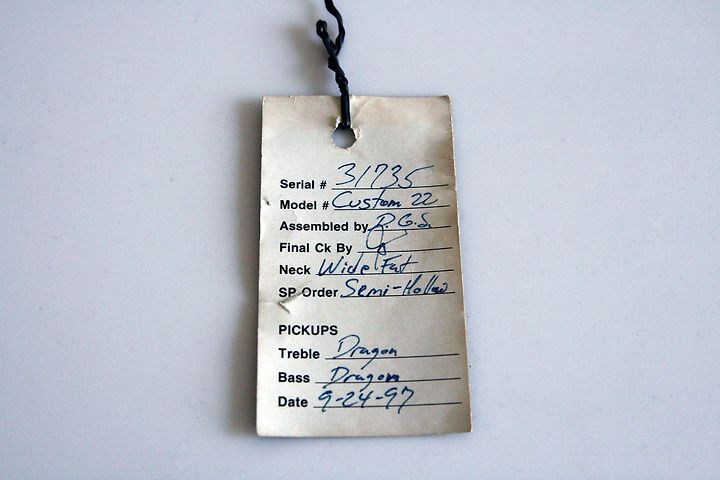 Serial # 31735
Model # Custom 22
Assembled by R.G.S.
Final Ck By
Neck Wide Fat
SP Order Semi-Hollow
PICKUPS
Treble Dragon
Bass Dragon
Date 9-24-97